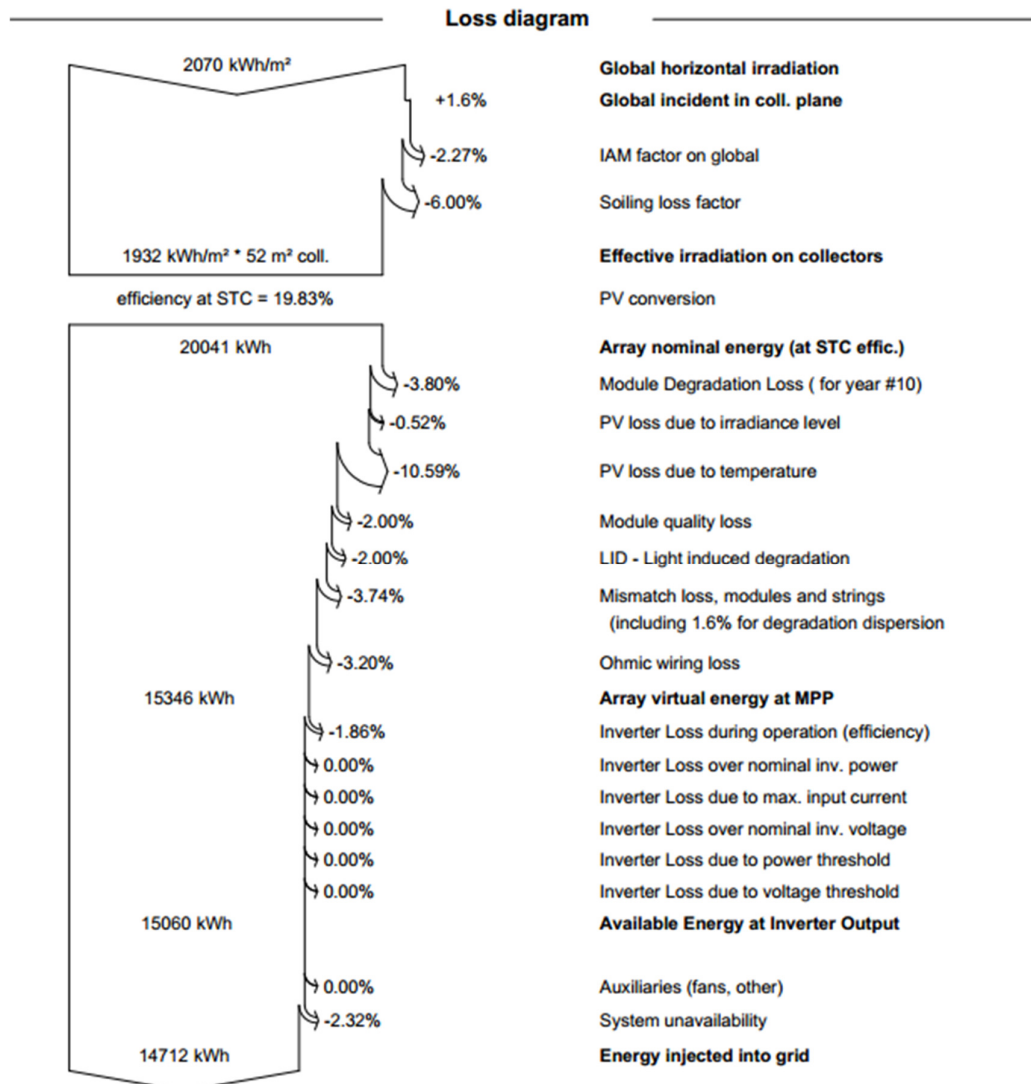 Loss diagram
2070 kWh/m² Global horizontal irradiation
+1.6% Global incident in coll. plane
-2.27% IAM factor on global
-6.00% Soiling loss factor
1932 kWh/m² * 52 m² coll. Effective irradiation on collectors
efficiency at STC = 19.83% PV conversion
20041 kWh Array nominal energy (at STC effic.)
-3.80% Module Degradation Loss ( for year #10)
-0.52% PV loss due to irradiance level
-10.59% PV loss due to temperature
-2.00% Module quality loss
-2.00% LID - Light induced degradation
-3.74% Mismatch loss, modules and strings
(including 1.6% for degradation dispersion
-3.20% Ohmic wiring loss
15346 kWh Array virtual energy at MPP
-1.86% Inverter Loss during operation (efficiency)
0.00% Inverter Loss over nominal inv. power
0.00% Inverter Loss due to max. input current
0.00% Inverter Loss over nominal inv. voltage
0.00% Inverter Loss due to power threshold
0.00% Inverter Loss due to voltage threshold
15060 kWh Available Energy at Inverter Output
0.00% Auxiliaries (fans, other)
-2.32% System unavailability
14712 kWh Energy injected into grid